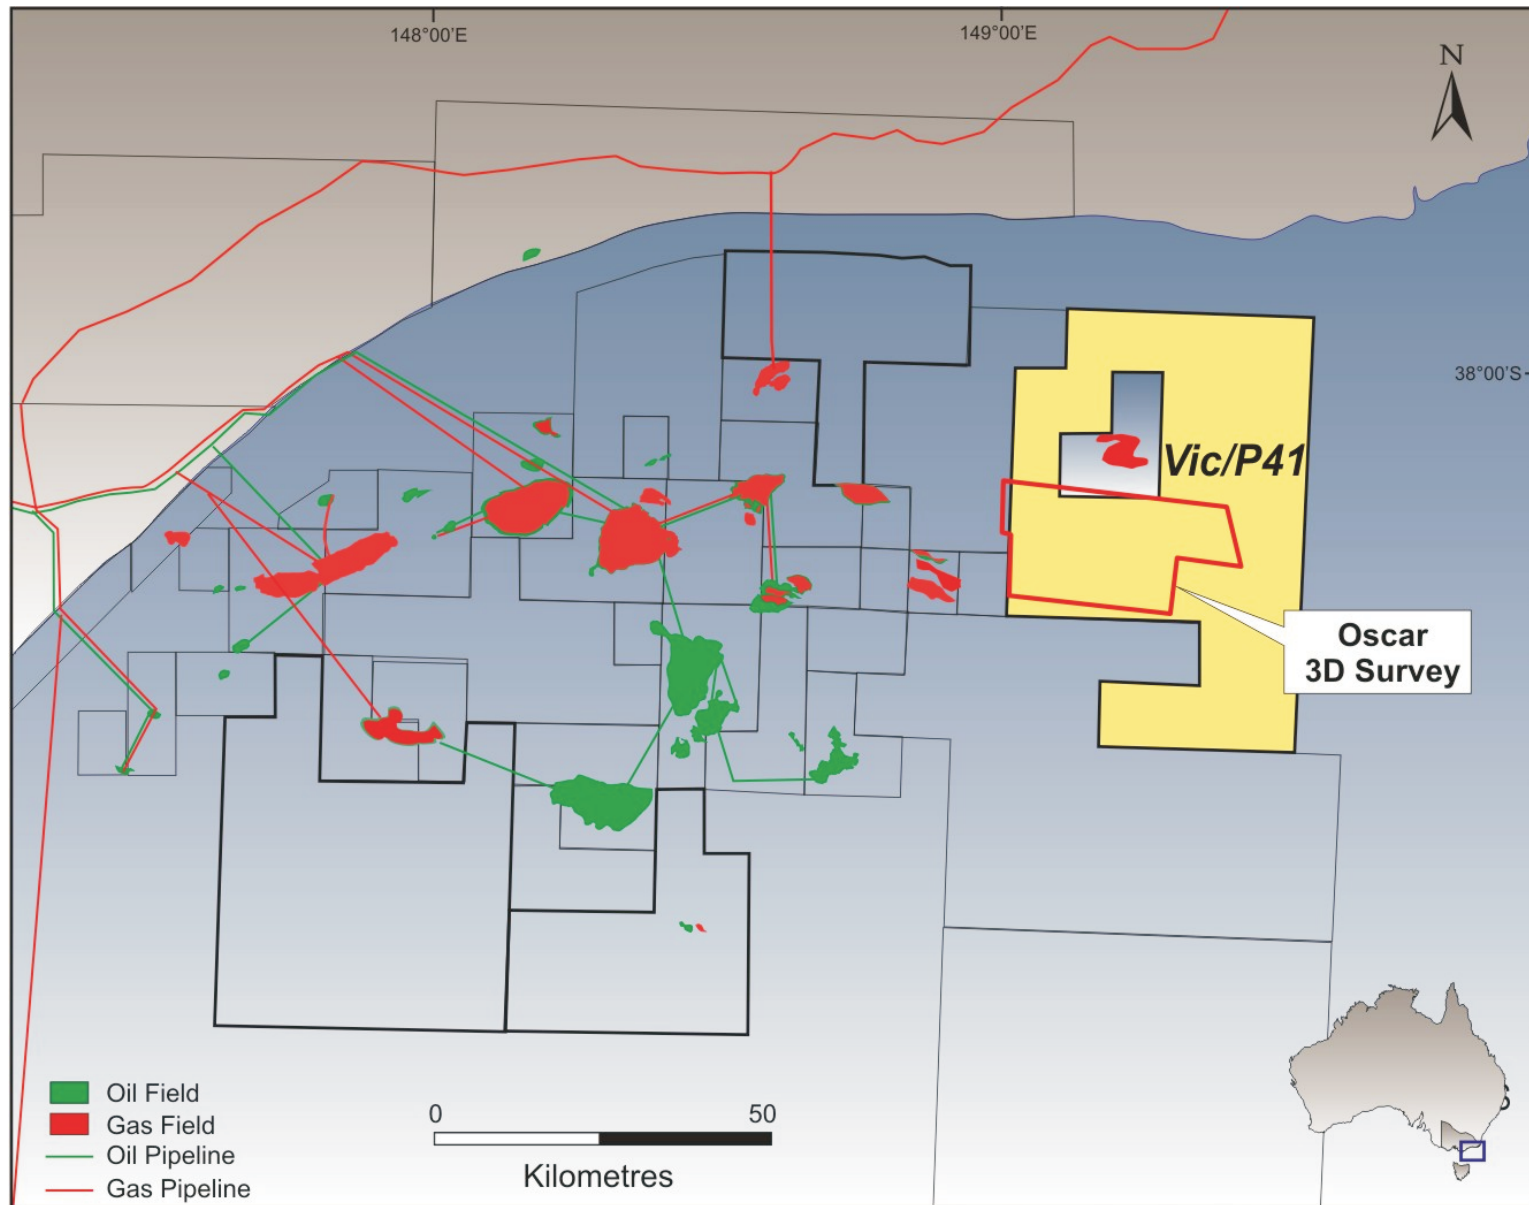 148°00'E
149°00'E
N
38°00'S
Vic/P41
Oscar
3D Survey
Oil Field
Gas Field
Oil Pipeline
Gas Pipeline
0 50
Kilometres
S